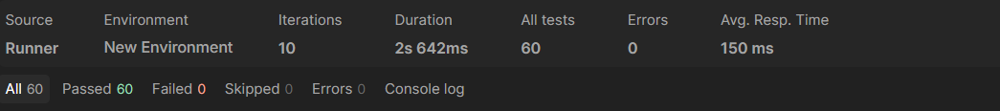 Source Environment Iterations Duration All tests Errors Avg. Resp. Time
Runner New Environment 10 2s 642ms 60 0 150 ms
All 60 Passed 60 Failed 0 Skipped 0 Errors 0 Console log